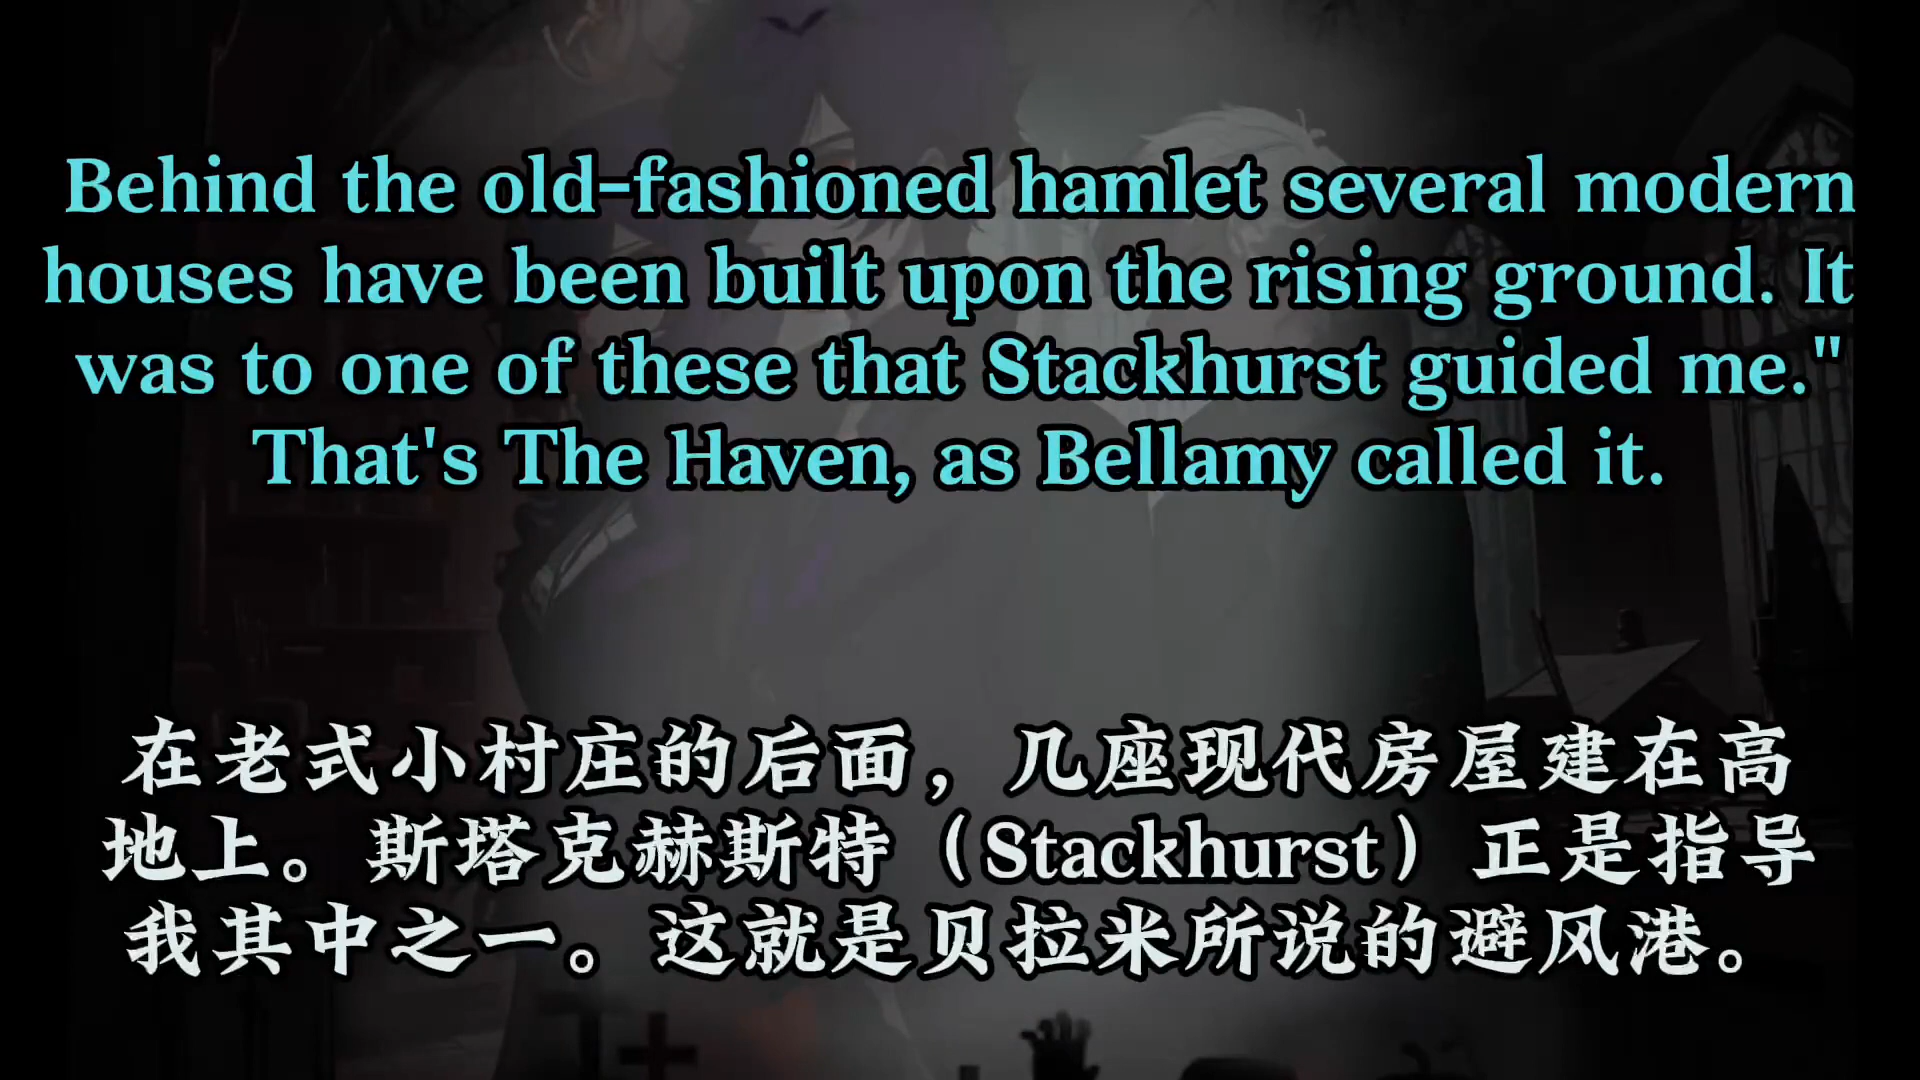 Behind the old-fashioned hamlet several modern
houses have been built upon the rising ground. It
was to one of these that Stackhurst guided me."
That's The Haven, as Bellamy called it.
在老式小村庄的后面，几座现代房屋建在高
地上。斯塔克赫斯特（Stackhurst）正是指导
我其中之一。这就是贝拉米所说的避风港。